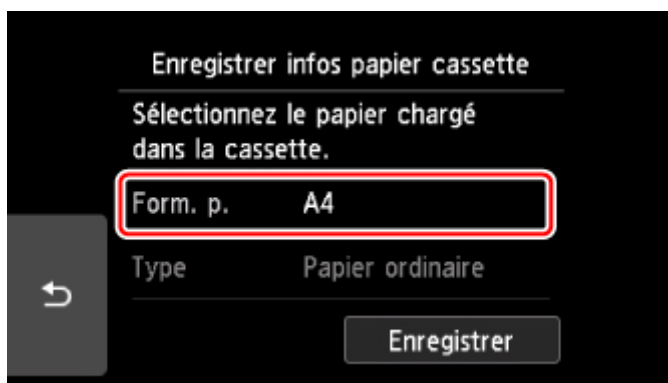 Enregistrer infos papier cassette
Sélectionnez le papier chargé
dans la cassette.
Form. p. A4
Type Papier ordinaire
Enregistrer